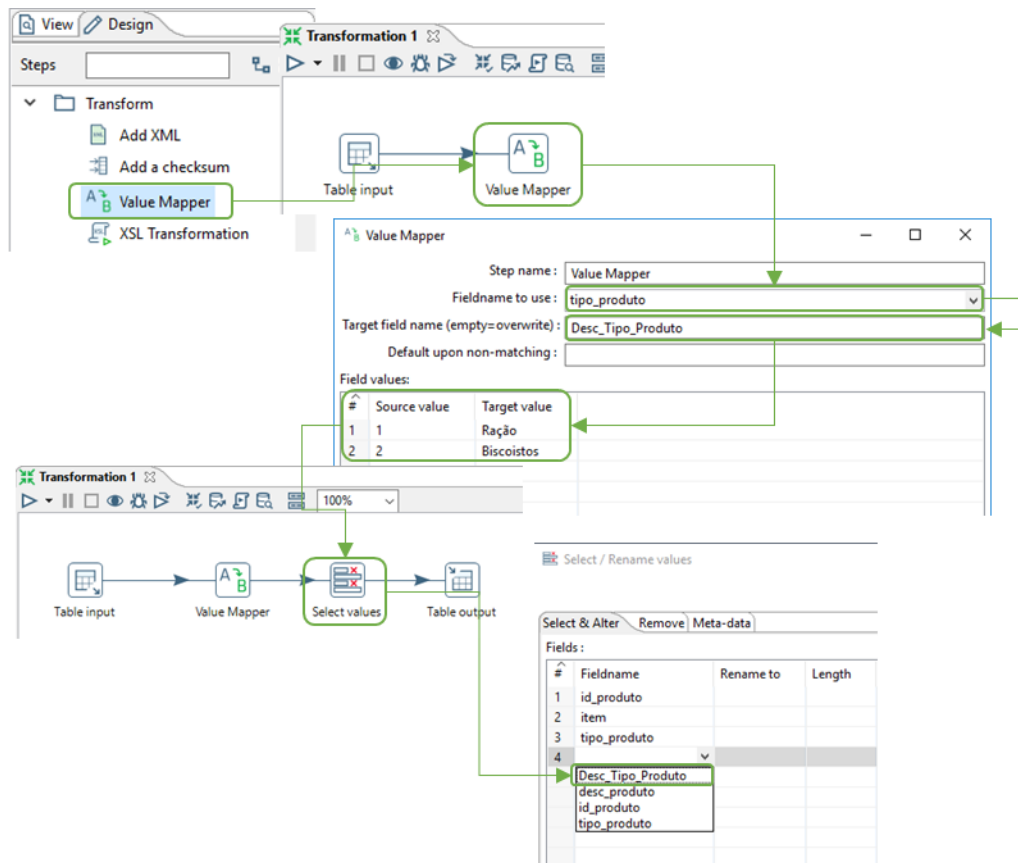 View Design
Steps
Transform
Add XML
Add a checksum
A B Value Mapper
XSL Transformation
Transformation 1
Table input
A B
Value Mapper
Value Mapper
Step name : Value Mapper
Fieldname to use : tipo_produto
Target field name (empty=overwrite) : Desc_Tipo_Produto
Default upon non-matching :
Field values:
# Source value Target value
1 1 Ração
2 2 Biscoistos
Transformation 1
100%
Table input
A B
Value Mapper
Select values
Table output
Select / Rename values
Select & Alter Remove Meta-data
Fields :
# Fieldname Rename to Length
1 id_produto
2 item
3 tipo_produto
4
Desc_Tipo_Produto
desc_produto
id_produto
tipo_produto